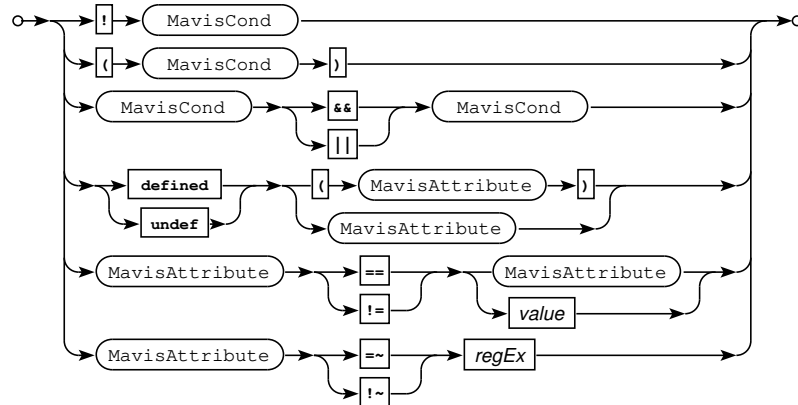 ! MavisCond
( MavisCond )
MavisCond && MavisCond
||
defined ( MavisAttribute )
undef MavisAttribute
MavisAttribute == MavisAttribute
!= value
MavisAttribute =~ regEx
!~